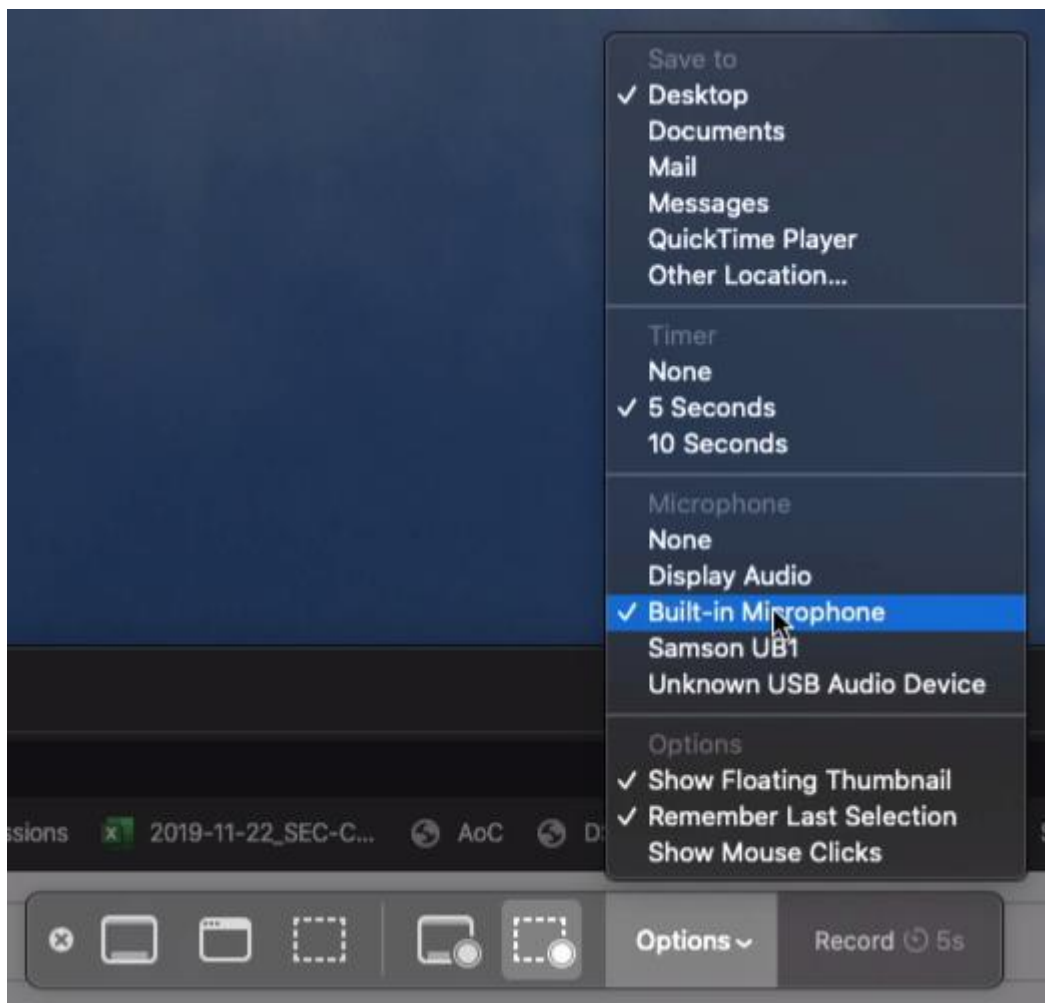 Save to
✓ Desktop
Documents
Mail
Messages
QuickTime Player
Other Location...
Timer
None
✓ 5 Seconds
10 Seconds
Microphone
None
Display Audio
✓ Built-in Microphone
Samson UB1
Unknown USB Audio Device
Options
✓ Show Floating Thumbnail
✓ Remember Last Selection
Show Mouse Clicks
2019-11-22_SEC-C... AoC
Options Record 5s